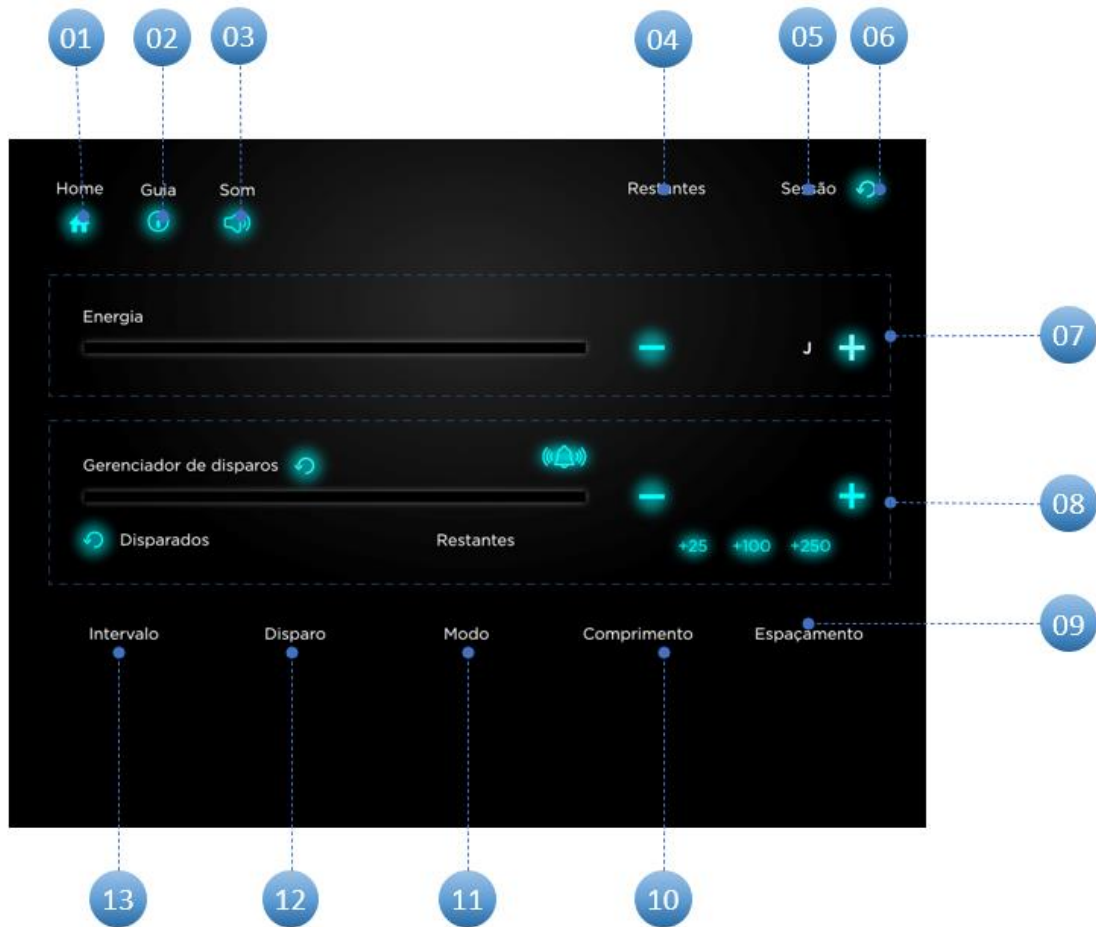 01 02 03 04 05 06
Home Guia Som Restantes Sessão
Energia
07
J
Gerenciador de disparos
08
Disparados Restantes +25 +100 +250
09
Intervalo Disparo Modo Comprimento Espaçamento
13 12 11 10